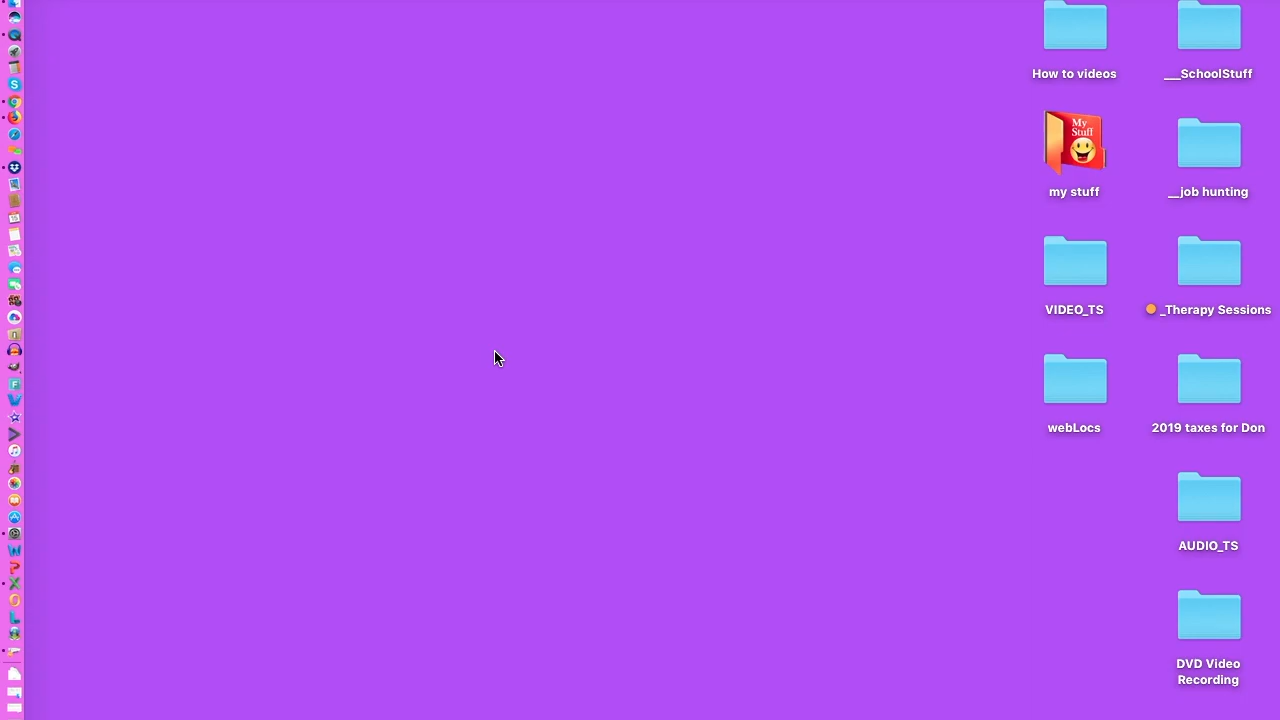 How to videos
___SchoolStuff
My
Stuff
my stuff
__job hunting
VIDEO_TS
_Therapy Sessions
webLocs
2019 taxes for Don
AUDIO_TS
DVD Video
Recording